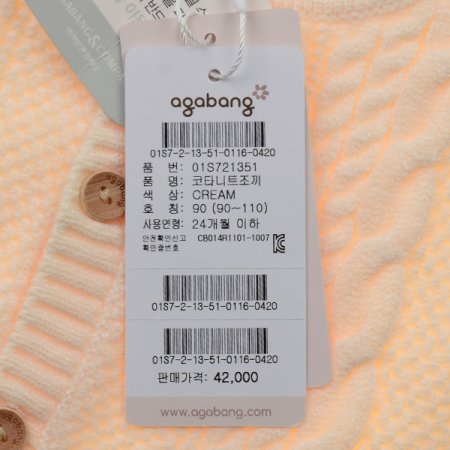 AGABANG&COMPANY
agabang
01S7-2-13-51-0116-0420
품 번: 01S721351
품 명: 코타니트조끼
색 상: CREAM
호 칭: 90 (90~110)
사용연령: 24개월 이하
안전확인신고 CB014R1101-1007
확인증번호
01S7-2-13-51-0116-0420
01S7-2-13-51-0116-0420
판매가격: 42,000
www.agabang.com